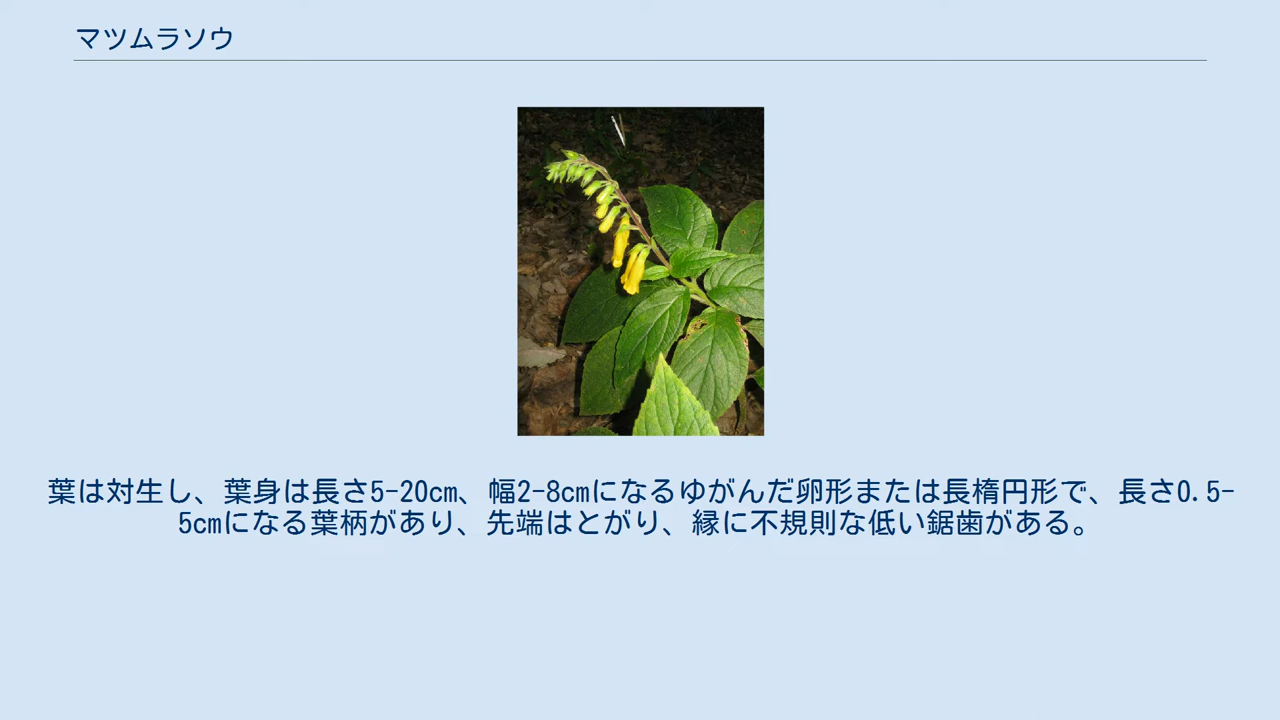 マツムラソウ
葉は対生し、葉身は長さ5-20cm、幅2-8cmになるゆがんだ卵形または長楕円形で、長さ0.5-
5cmになる葉柄があり、先端はとがり、縁に不規則な低い鋸歯がある。